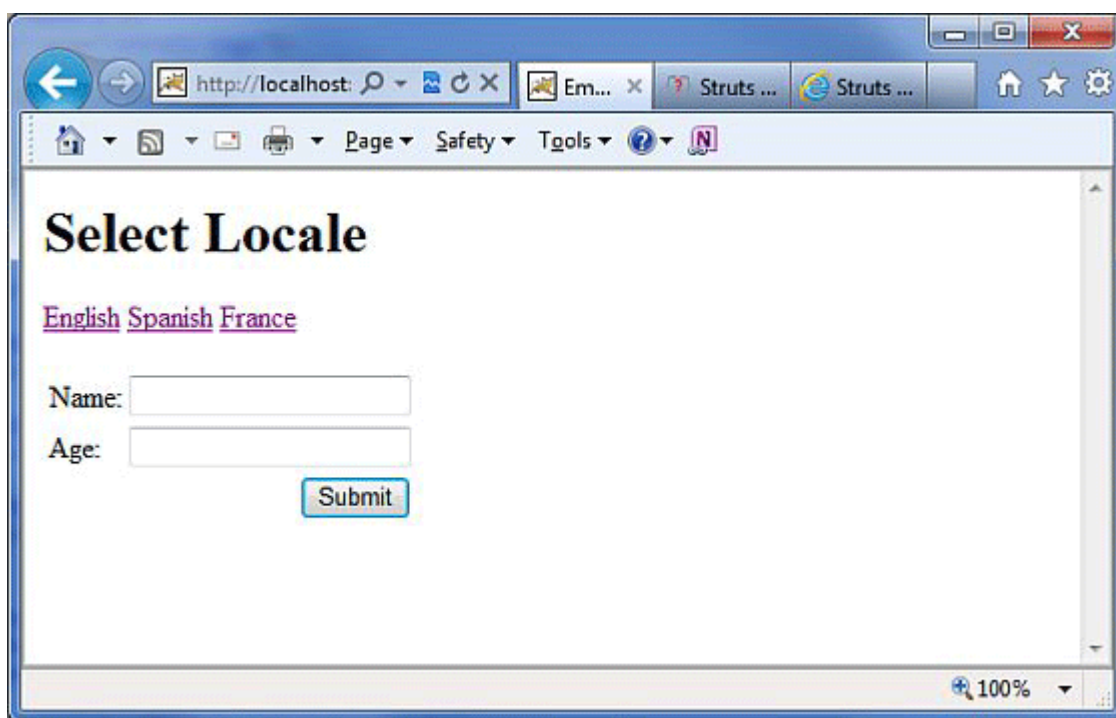 http://localhost: Em... Struts ... Struts ...
Page Safety Tools
Select Locale
English Spanish France
Name:
Age:
Submit
100%